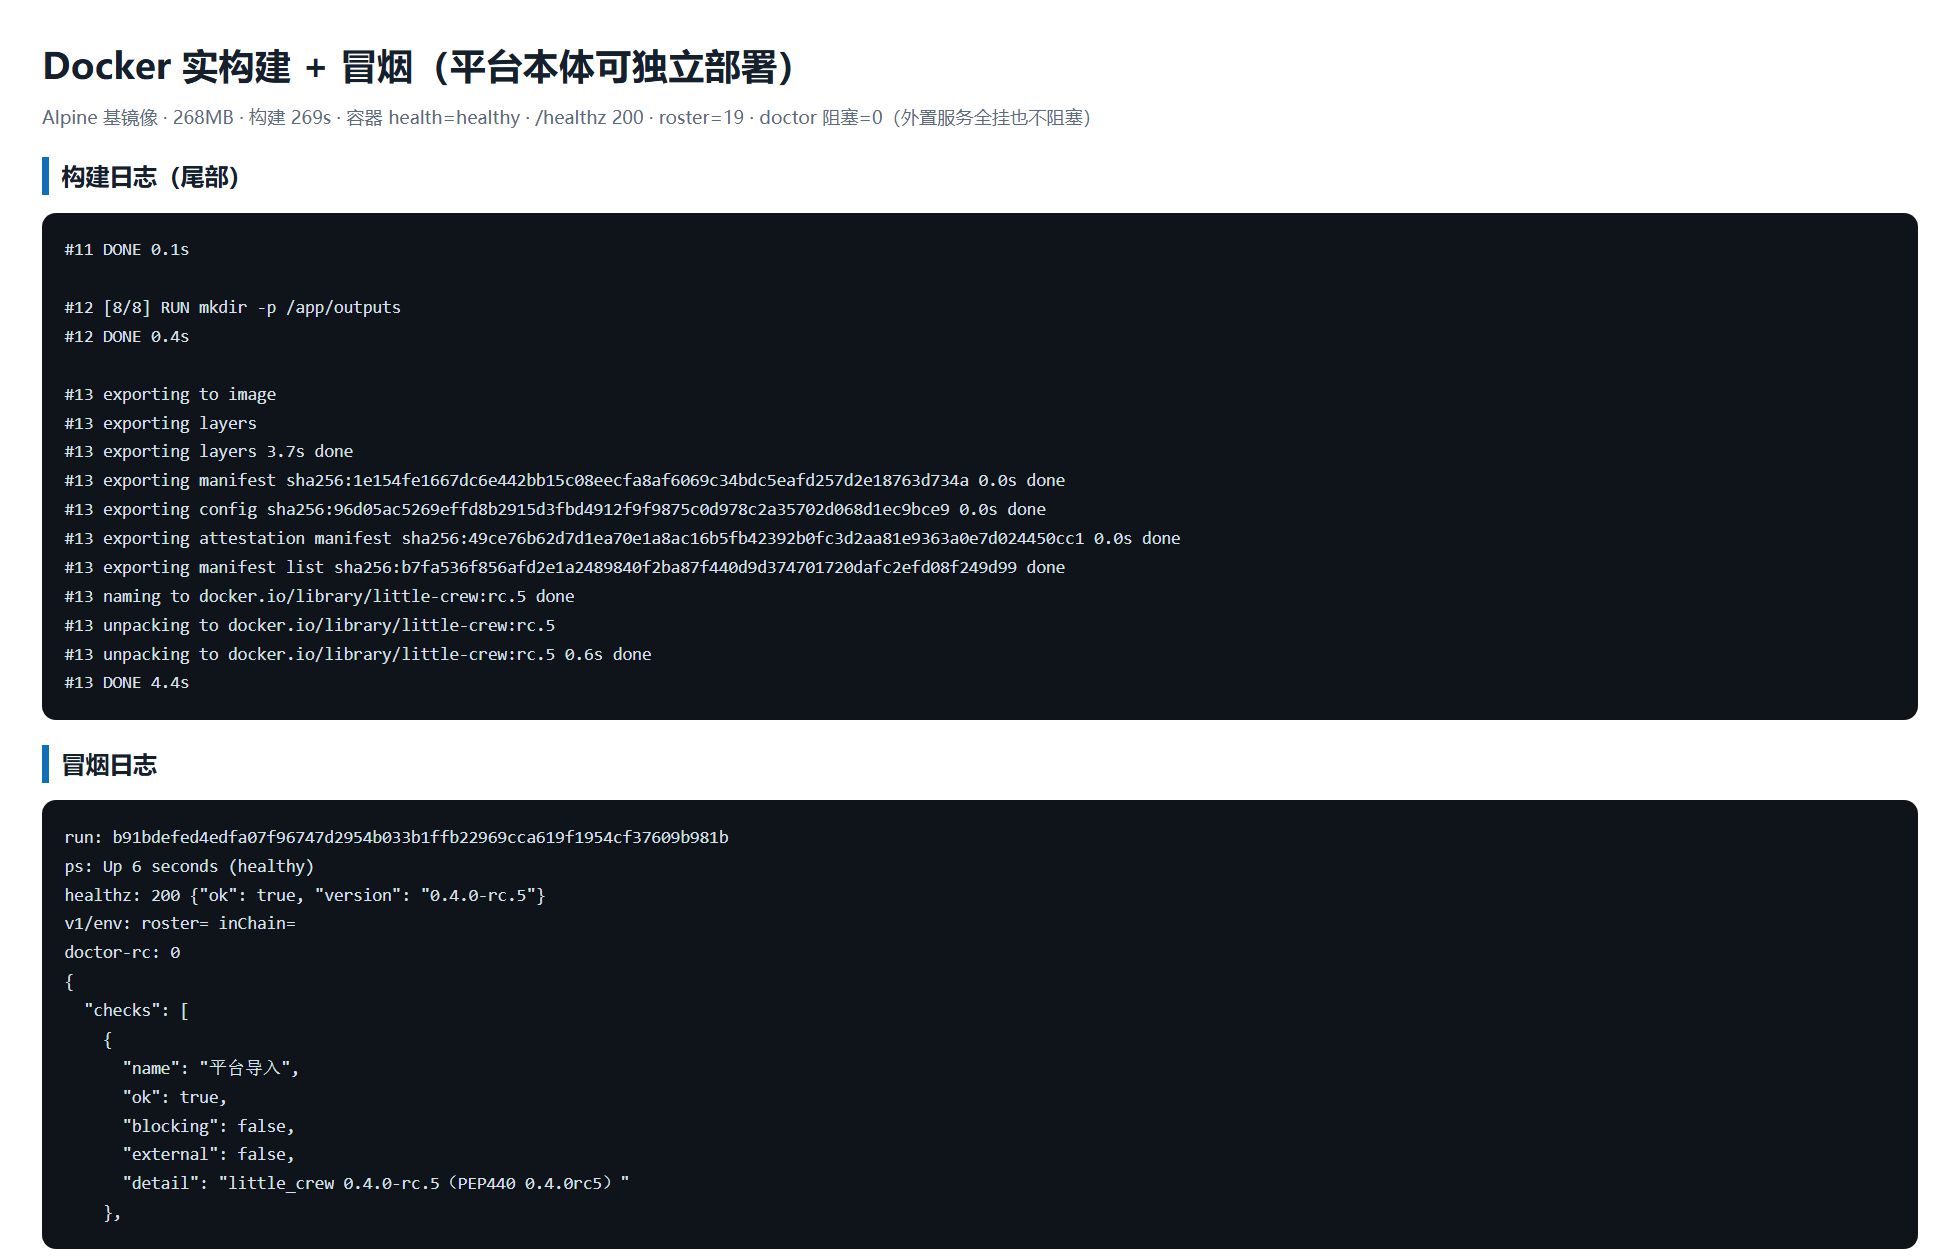 Docker 实构建 + 冒烟（平台本体可独立部署）
Alpine 基镜像 · 268MB · 构建 269s · 容器 health=healthy · /healthz 200 · roster=19 · doctor 阻塞=0（外置服务全挂也不阻塞）
构建日志（尾部）
#11 DONE 0.1s
#12 [8/8] RUN mkdir -p /app/outputs
#12 DONE 0.4s
#13 exporting to image
#13 exporting layers
#13 exporting layers 3.7s done
#13 exporting manifest sha256:1e154fe1667dc6e442bb15c08eecfa8af6069c34bdc5eafd257d2e18763d734a 0.0s done
#13 exporting config sha256:96d05ac5269effd8b2915d3fbd4912f9f9875c0d978c2a35702d068d1ec9bce9 0.0s done
#13 exporting attestation manifest sha256:49ce76b62d7d1ea70e1a8ac16b5fb42392b0fc3d2aa81e9363a0e7d024450cc1 0.0s done
#13 exporting manifest list sha256:b7fa536f856afd2e1a2489840f2ba87f440d9d374701720dafc2efd08f249d99 done
#13 naming to docker.io/library/little-crew:rc.5 done
#13 unpacking to docker.io/library/little-crew:rc.5
#13 unpacking to docker.io/library/little-crew:rc.5 0.6s done
#13 DONE 4.4s
冒烟日志
run: b91bdefed4edfa07f96747d2954b033b1ffb22969cca619f1954cf37609b981b
ps: Up 6 seconds (healthy)
healthz: 200 {"ok": true, "version": "0.4.0-rc.5"}
v1/env: roster= inChain=
doctor-rc: 0
{
"checks": [
{
"name": "平台导入",
"ok": true,
"blocking": false,
"external": false,
"detail": "little_crew 0.4.0-rc.5（PEP440 0.4.0rc5）"
},